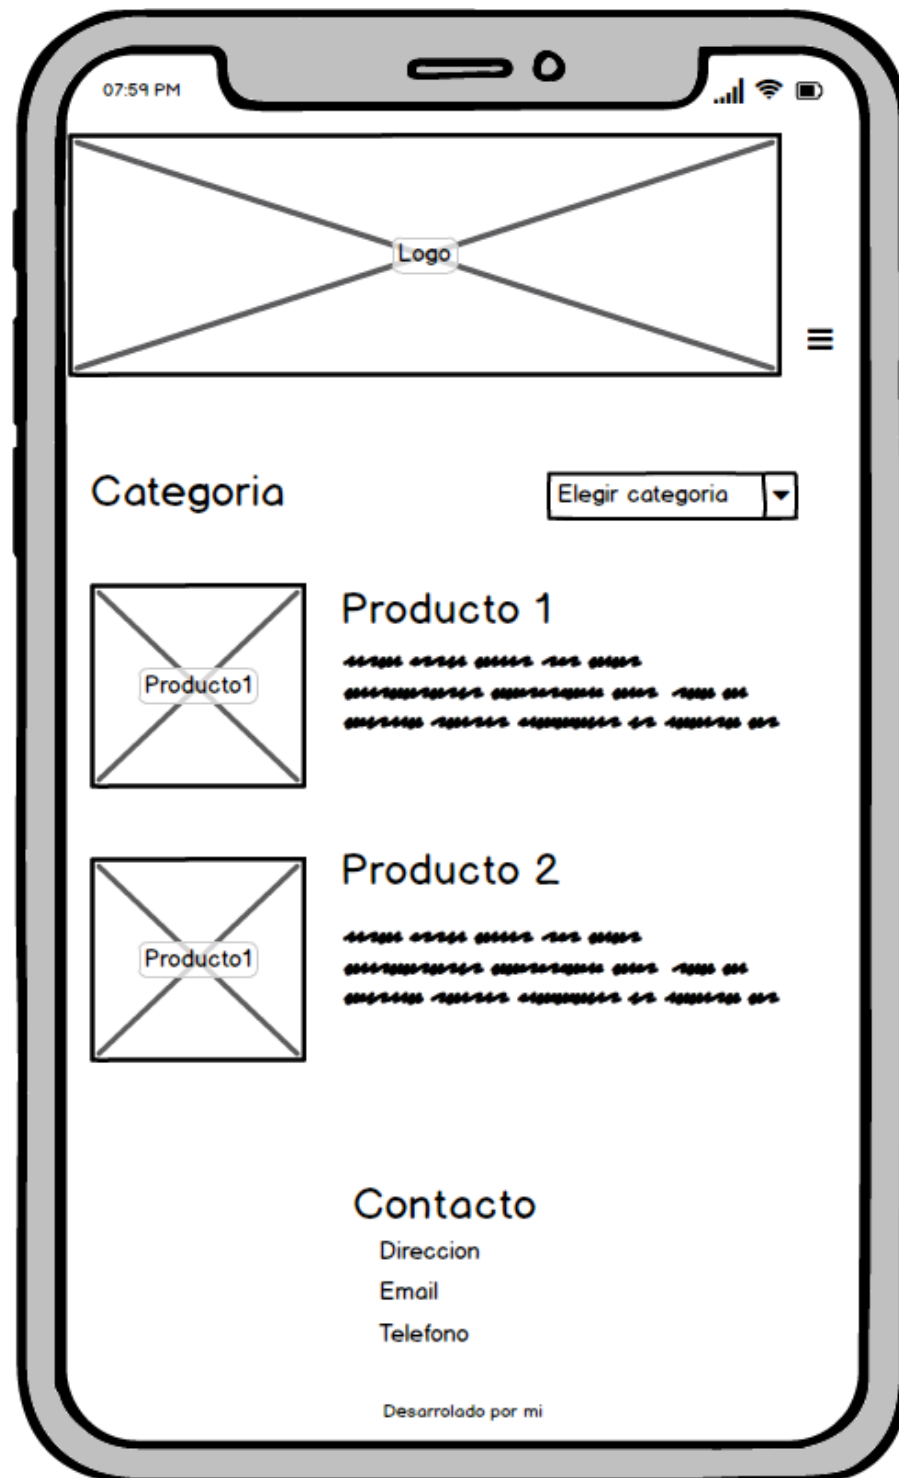 07:59 PM
Logo
Categoria
Elegir categoria
Producto1
Producto 1
Producto1
Producto 2
Contacto
Direccion
Email
Telefono
Desarrolado por mi